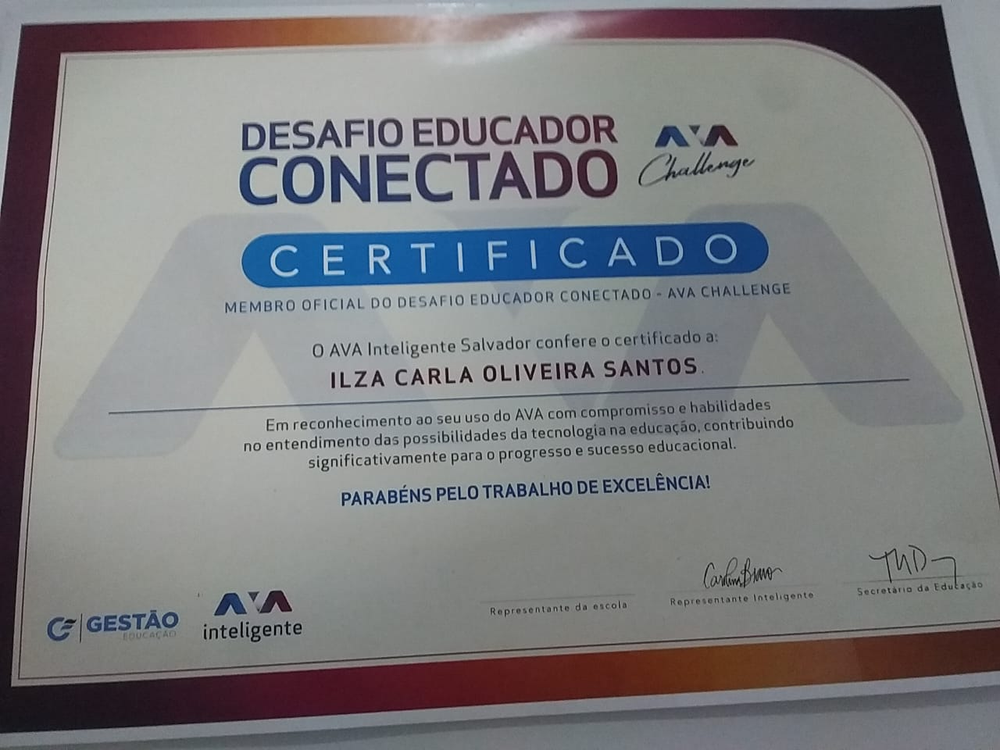 DESAFIO EDUCADOR
CONECTADO
AVA
Challenge
CERTIFICADO
MEMBRO OFICIAL DO DESAFIO EDUCADOR CONECTADO - AVA CHALLENGE
O AVA Inteligente Salvador confere o certificado a:
ILZA CARLA OLIVEIRA SANTOS.
Em reconhecimento ao seu uso do AVA com compromisso e habilidades
no entendimento das possibilidades da tecnologia na educação, contribuindo
significativamente para o progresso e sucesso educacional.
PARABÉNS PELO TRABALHO DE EXCELÊNCIA!
GESTÃO
EDUCAÇÃO
AVA
inteligente
Representante da escola
Carolina Bravo
Representante Inteligente
Secretário da Educação